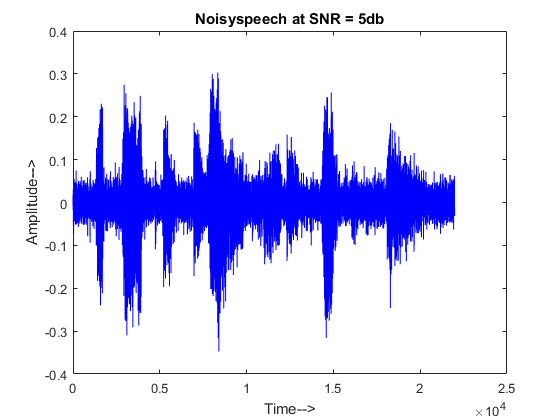 Noisyspeech at SNR = 5db
0.4
0.3
0.2
0.1
0
-0.1
-0.2
-0.3
-0.4
Amplitude-->
0 0.5 1 1.5 2 2.5
Time-->
×10^4